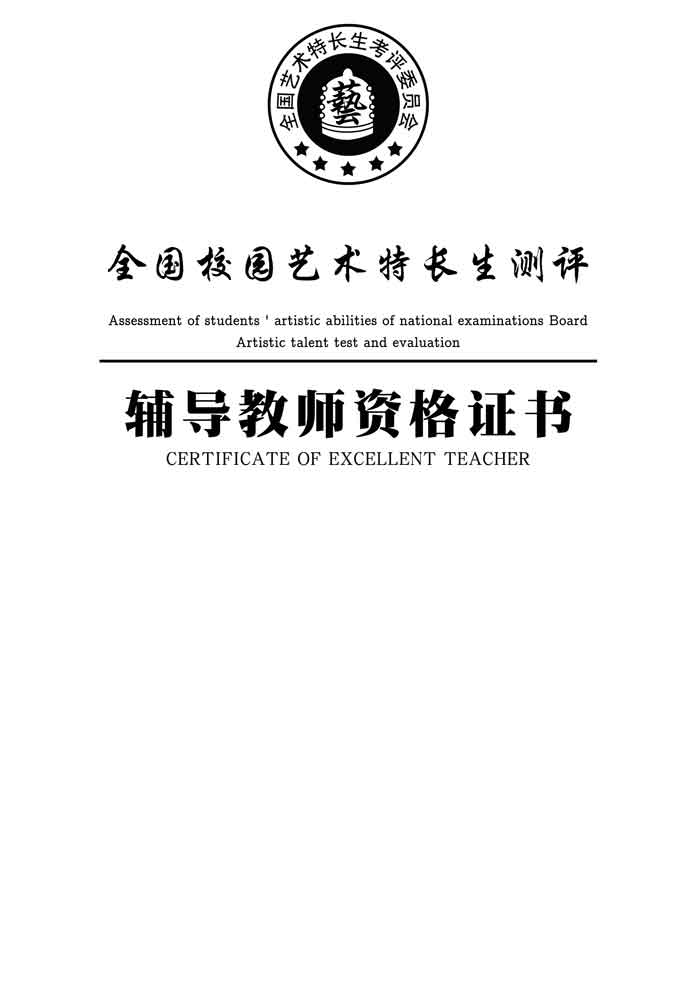 全国艺术特长生考评委员会
藝
全国校园艺术特长生测评
Assessment of students ' artistic abilities of national examinations Board
Artistic talent test and evaluation
辅导教师资格证书
CERTIFICATE OF EXCELLENT TEACHER